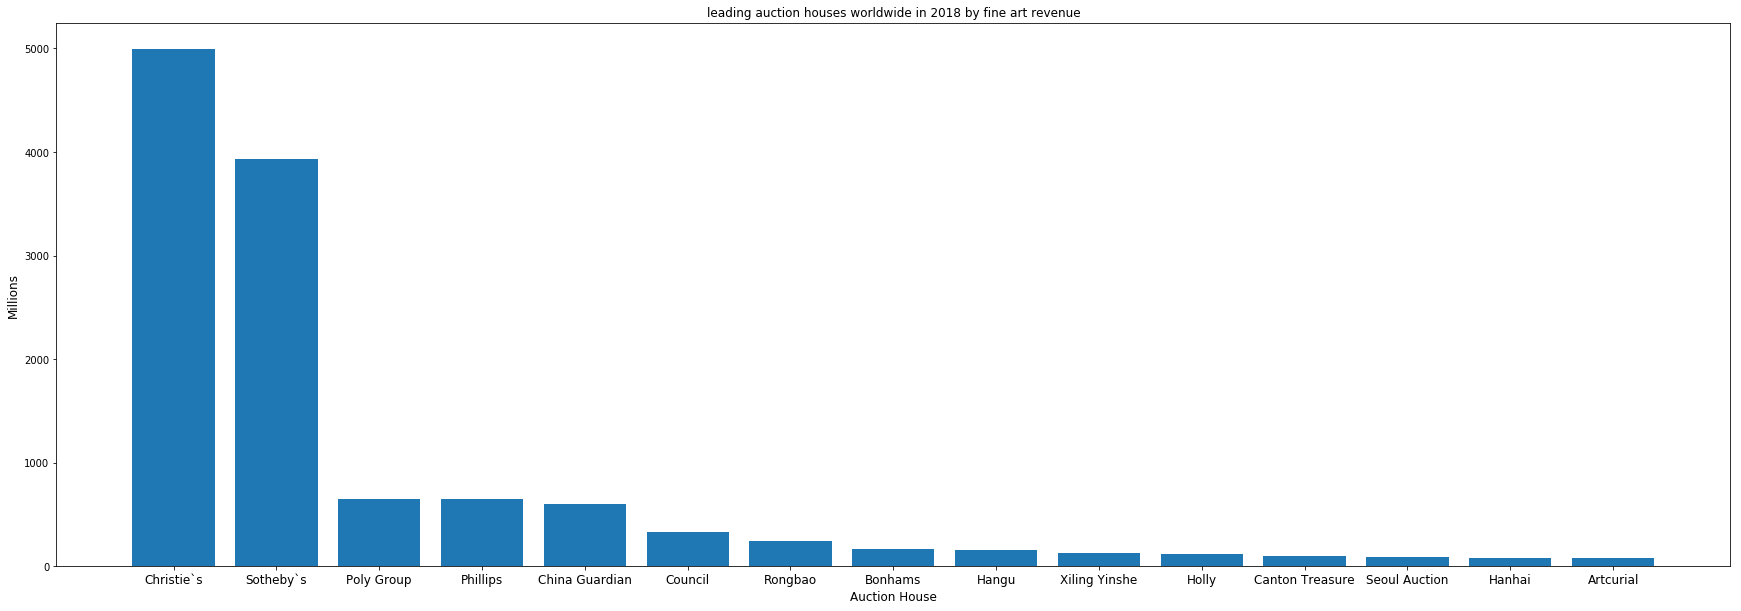 leading auction houses worldwide in 2018 by fine art revenue
5000
4000
3000
2000
1000
0
Millions
Christie`s Sotheby`s Poly Group Phillips China Guardian Council Rongbao Bonhams Hangu Xiling Yinshe Holly Canton Treasure Seoul Auction Hanhai Artcurial
Auction House